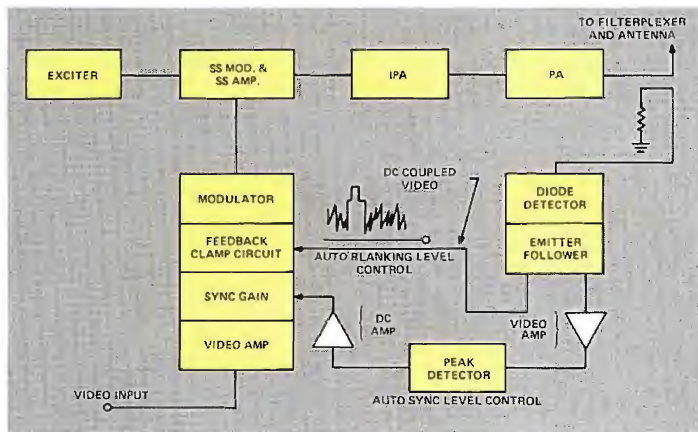 TO FILTERPLEXER
AND ANTENNA
EXCITER
SS MOD. &
SS AMP.
IPA
PA
MODULATOR
FEEDBACK
CLAMP CIRCUIT
SYNC GAIN
VIDEO AMP
DC COUPLED
VIDEO
AUTO BLANKING LEVEL
CONTROL
DIODE
DETECTOR
EMITTER
FOLLOWER
DC
AMP
VIDEO
AMP
PEAK
DETECTOR
AUTO SYNC LEVEL CONTROL
VIDEO INPUT